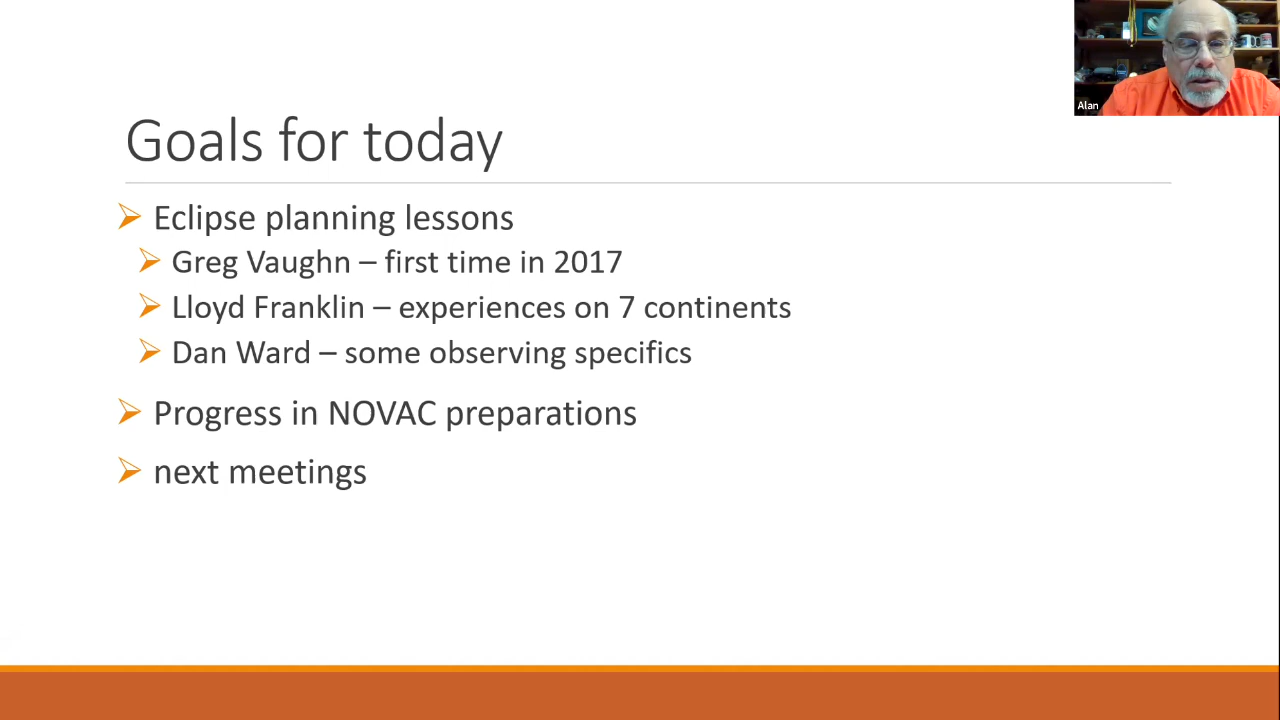 Alan
Goals for today
Eclipse planning lessons
Greg Vaughn – first time in 2017
Lloyd Franklin – experiences on 7 continents
Dan Ward – some observing specifics
Progress in NOVAC preparations
next meetings